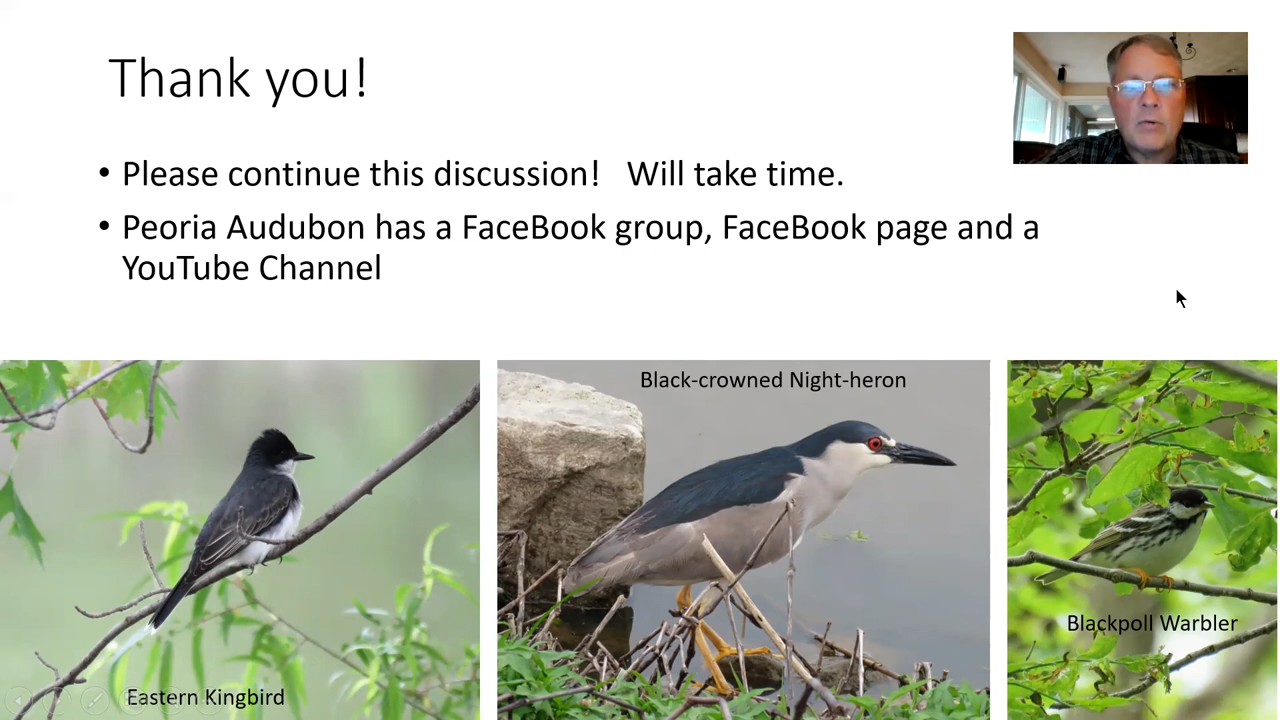 Thank you!
• Please continue this discussion!   Will take time.
• Peoria Audubon has a FaceBook group, FaceBook page and a
YouTube Channel
Black-crowned Night-heron
Blackpoll Warbler
Eastern Kingbird